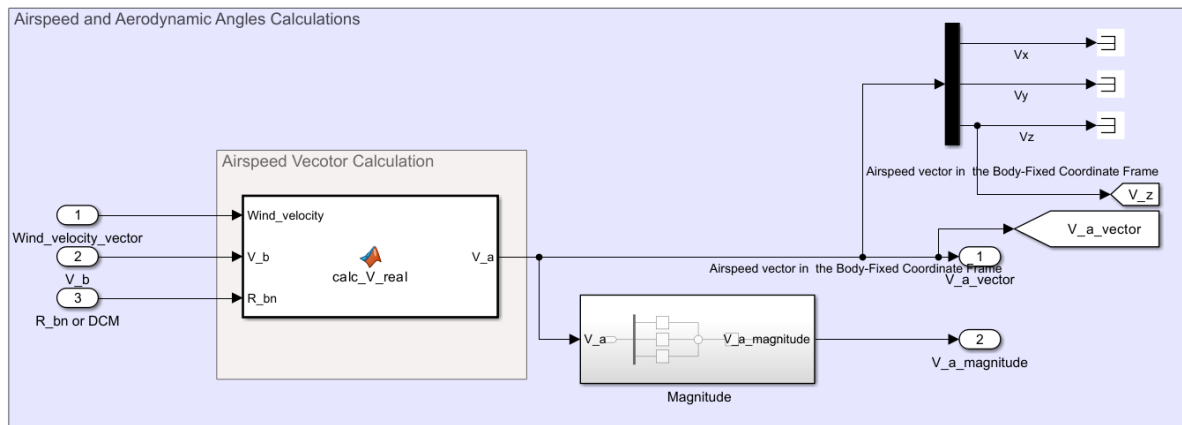 Airspeed and Aerodynamic Angles Calculations
Vx
Vy
Vz
Airspeed Vecotor Calculation
Airspeed vector in the Body-Fixed Coordinate Frame
V_z
1
Wind_velocity_vector
Wind_velocity
V_a_vector
2
V_b
V_b
calc_V_real
V_a
1
V_a_vector
Airspeed vector in the Body-Fixed Coordinate Frame
3
R_bn or DCM
R_bn
V_a
V_a_magnitude
2
V_a_magnitude
Magnitude